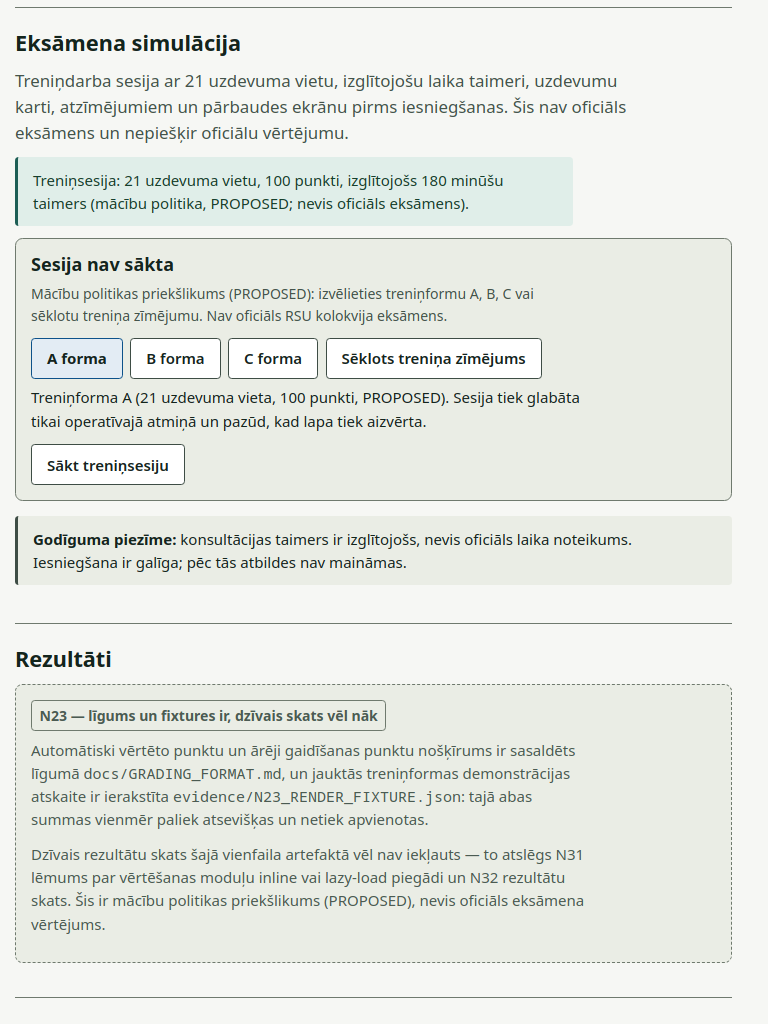 Eksāmena simulācija
Treniņdarba sesija ar 21 uzdevuma vietu, izglītojošu laika taimeri, uzdevumu
karti, atzīmējumiem un pārbaudes ekrānu pirms iesniegšanas. Šis nav oficiāls
eksāmens un nepiešķir oficiālu vērtējumu.
Treniņsesija: 21 uzdevuma vietu, 100 punkti, izglītojošs 180 minūšu
taimers (mācību politika, PROPOSED; nevis oficiāls eksāmens).
Sesija nav sākta
Mācību politikas priekšlikums (PROPOSED): izvēlieties treniņformu A, B, C vai
sēklotu treniņa zīmējumu. Nav oficiāls RSU kolokvija eksāmens.
A forma B forma C forma Sēklots treniņa zīmējums
Treniņforma A (21 uzdevuma vieta, 100 punkti, PROPOSED). Sesija tiek glabāta
tikai operatīvajā atmiņā un pazūd, kad lapa tiek aizvērta.
Sākt treniņsesiju
Godīguma piezīme: konsultācijas taimers ir izglītojošs, nevis oficiāls laika noteikums.
Iesniegšana ir galīga; pēc tās atbildes nav maināmas.
Rezultāti
N23 — līgums un fixtures ir, dzīvais skats vēl nāk
Automātiski vērtēto punktu un ārēji gaidīšanas punktu nošķīrums ir sasaldēts
līgumā docs/GRADING_FORMAT.md, un jauktās treniņformas demonstrācijas
atskaite ir ierakstīta evidence/N23_RENDER_FIXTURE.json: tajā abas
summas vienmēr paliek atsevišķas un netiek apvienotas.
Dzīvais rezultātu skats šajā vienfaila artefaktā vēl nav iekļauts — to atslēgs N31
lēmums par vērtēšanas moduļu inline vai lazy-load piegādi un N32 rezultātu
skats. Šis ir mācību politikas priekšlikums (PROPOSED), nevis oficiāls eksāmena
vērtējums.